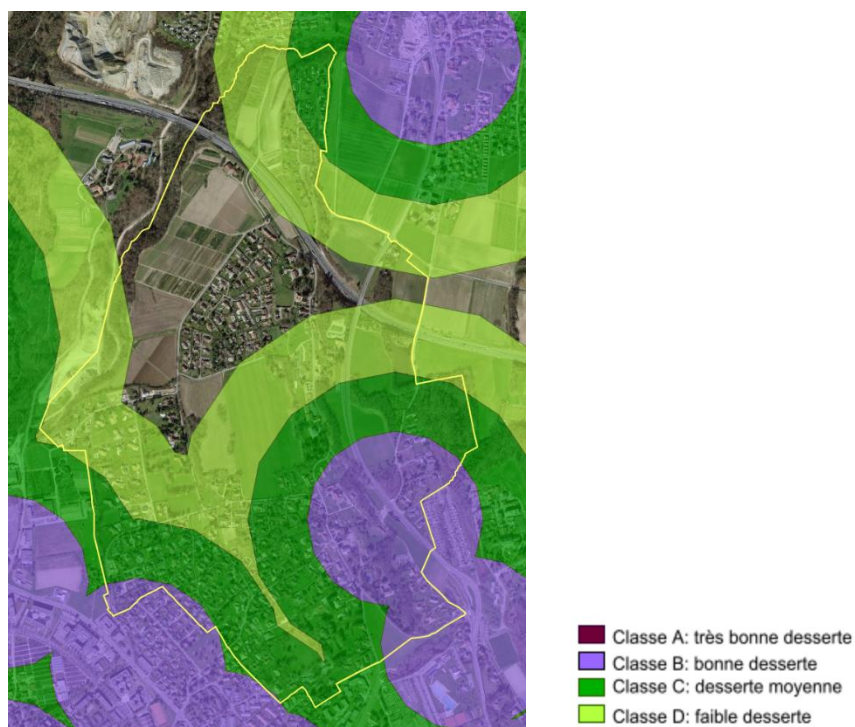 Classe A: très bonne desserte
Classe B: bonne desserte
Classe C: desserte moyenne
Classe D: faible desserte